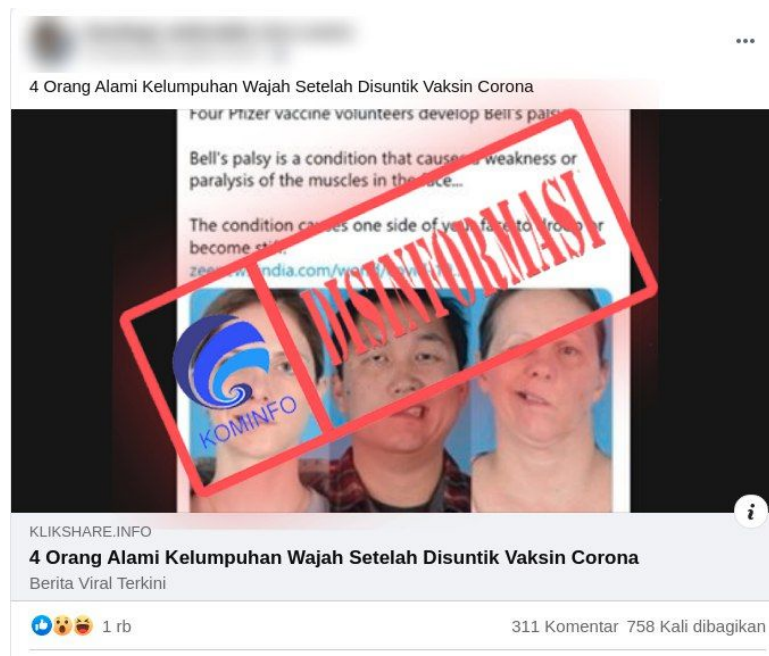 4 Orang Alami Kelumpuhan Wajah Setelah Disuntik Vaksin Corona
Four Pfizer vaccine volunteers develop Bell's palsy
Bell's palsy is a condition that causes weakness or
paralysis of the muscles in the face...
The condition causes one side of your face to droop or
become stiff.
DISINFORMASI
KOMINFO
KLIKSHARE.INFO
4 Orang Alami Kelumpuhan Wajah Setelah Disuntik Vaksin Corona
Berita Viral Terkini
1 rb
311 Komentar 758 Kali dibagikan